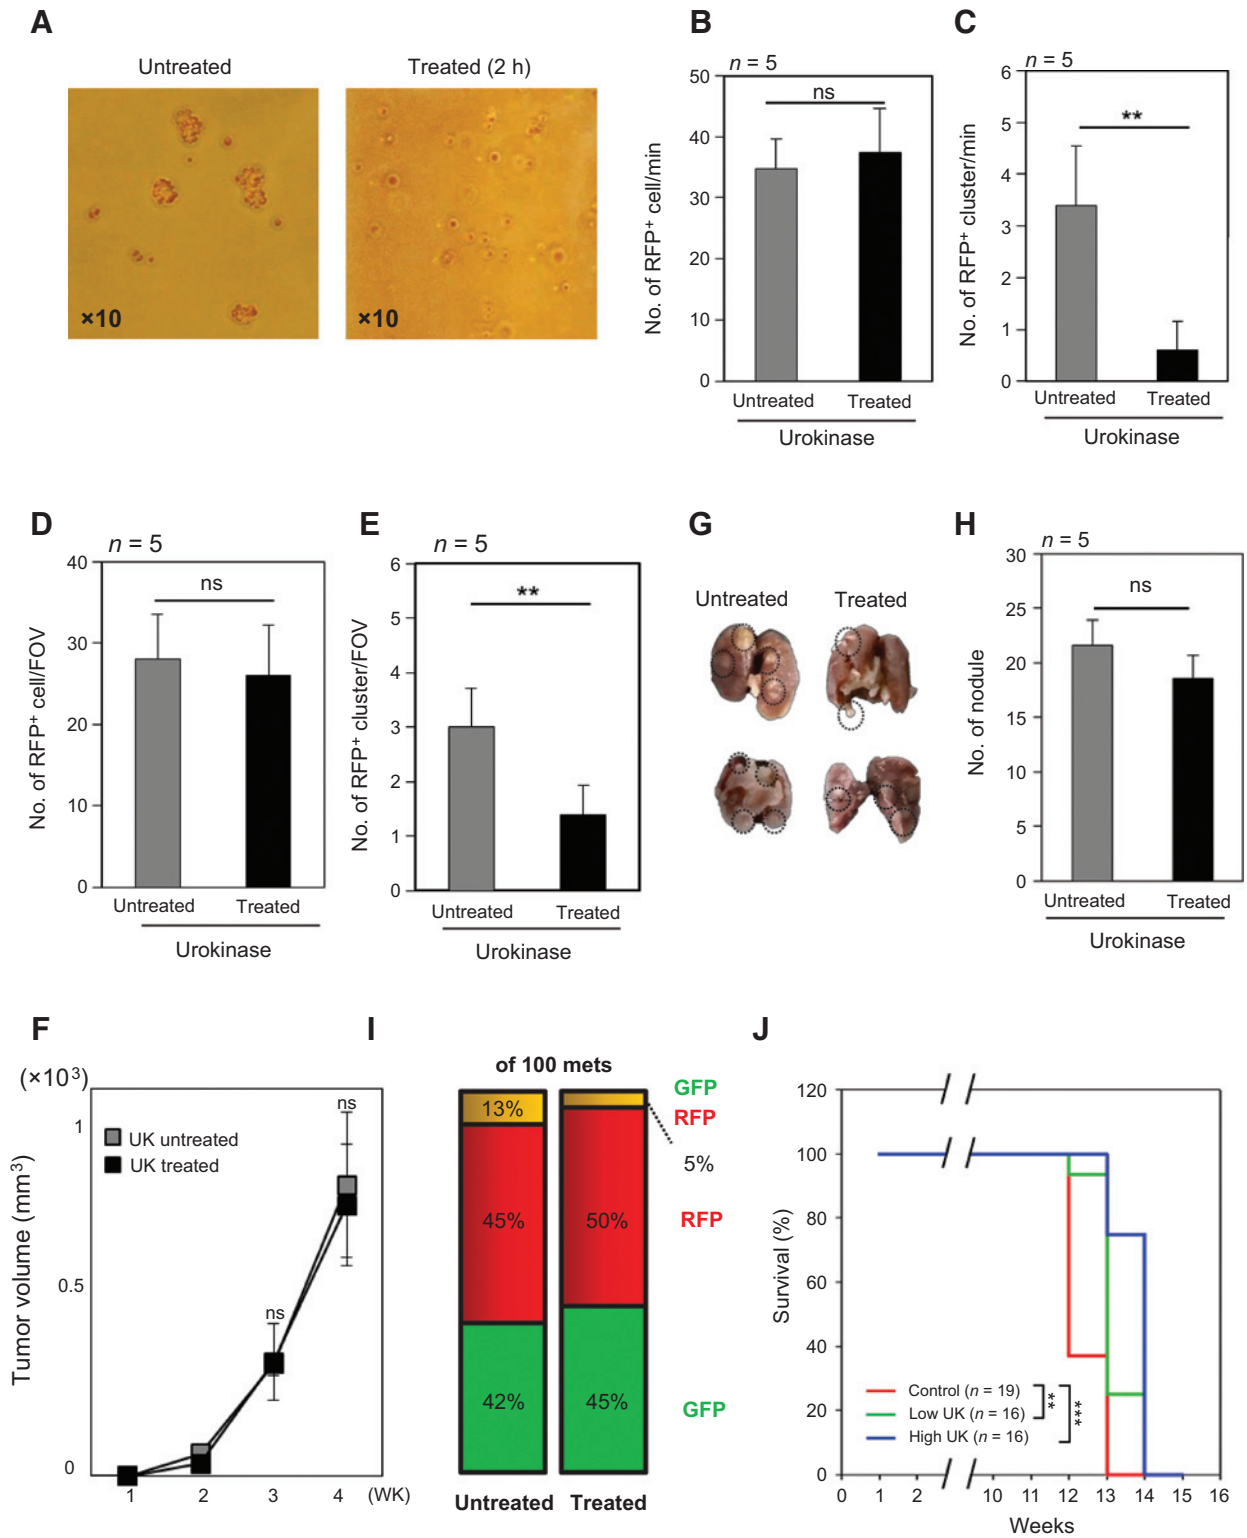 A
Untreated
Treated (2 h)
×10
×10
B
n = 5
ns
No. of RFP+ cell/min
50
40
30
20
10
0
Untreated
Treated
Urokinase
C
n = 5
**
No. of RFP+ cluster/min
6
5
4
3
2
1
0
Untreated
Treated
Urokinase
D
n = 5
ns
No. of RFP+ cell/FOV
40
30
20
10
0
Untreated
Treated
Urokinase
E
n = 5
**
No. of RFP+ cluster/FOV
6
5
4
3
2
1
0
Untreated
Treated
Urokinase
G
Untreated
Treated
H
n = 5
ns
No. of nodule
30
25
20
15
10
5
0
Untreated
Treated
Urokinase
F
(×10³)
Tumor volume (mm³)
1
0.5
0
UK untreated
UK treated
ns
ns
1 2 3 4 (WK)
I
of 100 mets
13%
45%
42%
50%
45%
GFP
RFP
5%
RFP
GFP
Untreated
Treated
J
Survival (%)
120
100
80
60
40
20
0
Control (n = 19)
Low UK (n = 16)
High UK (n = 16)
**
***
0 1 2 10 11 12 13 14 15 16
Weeks